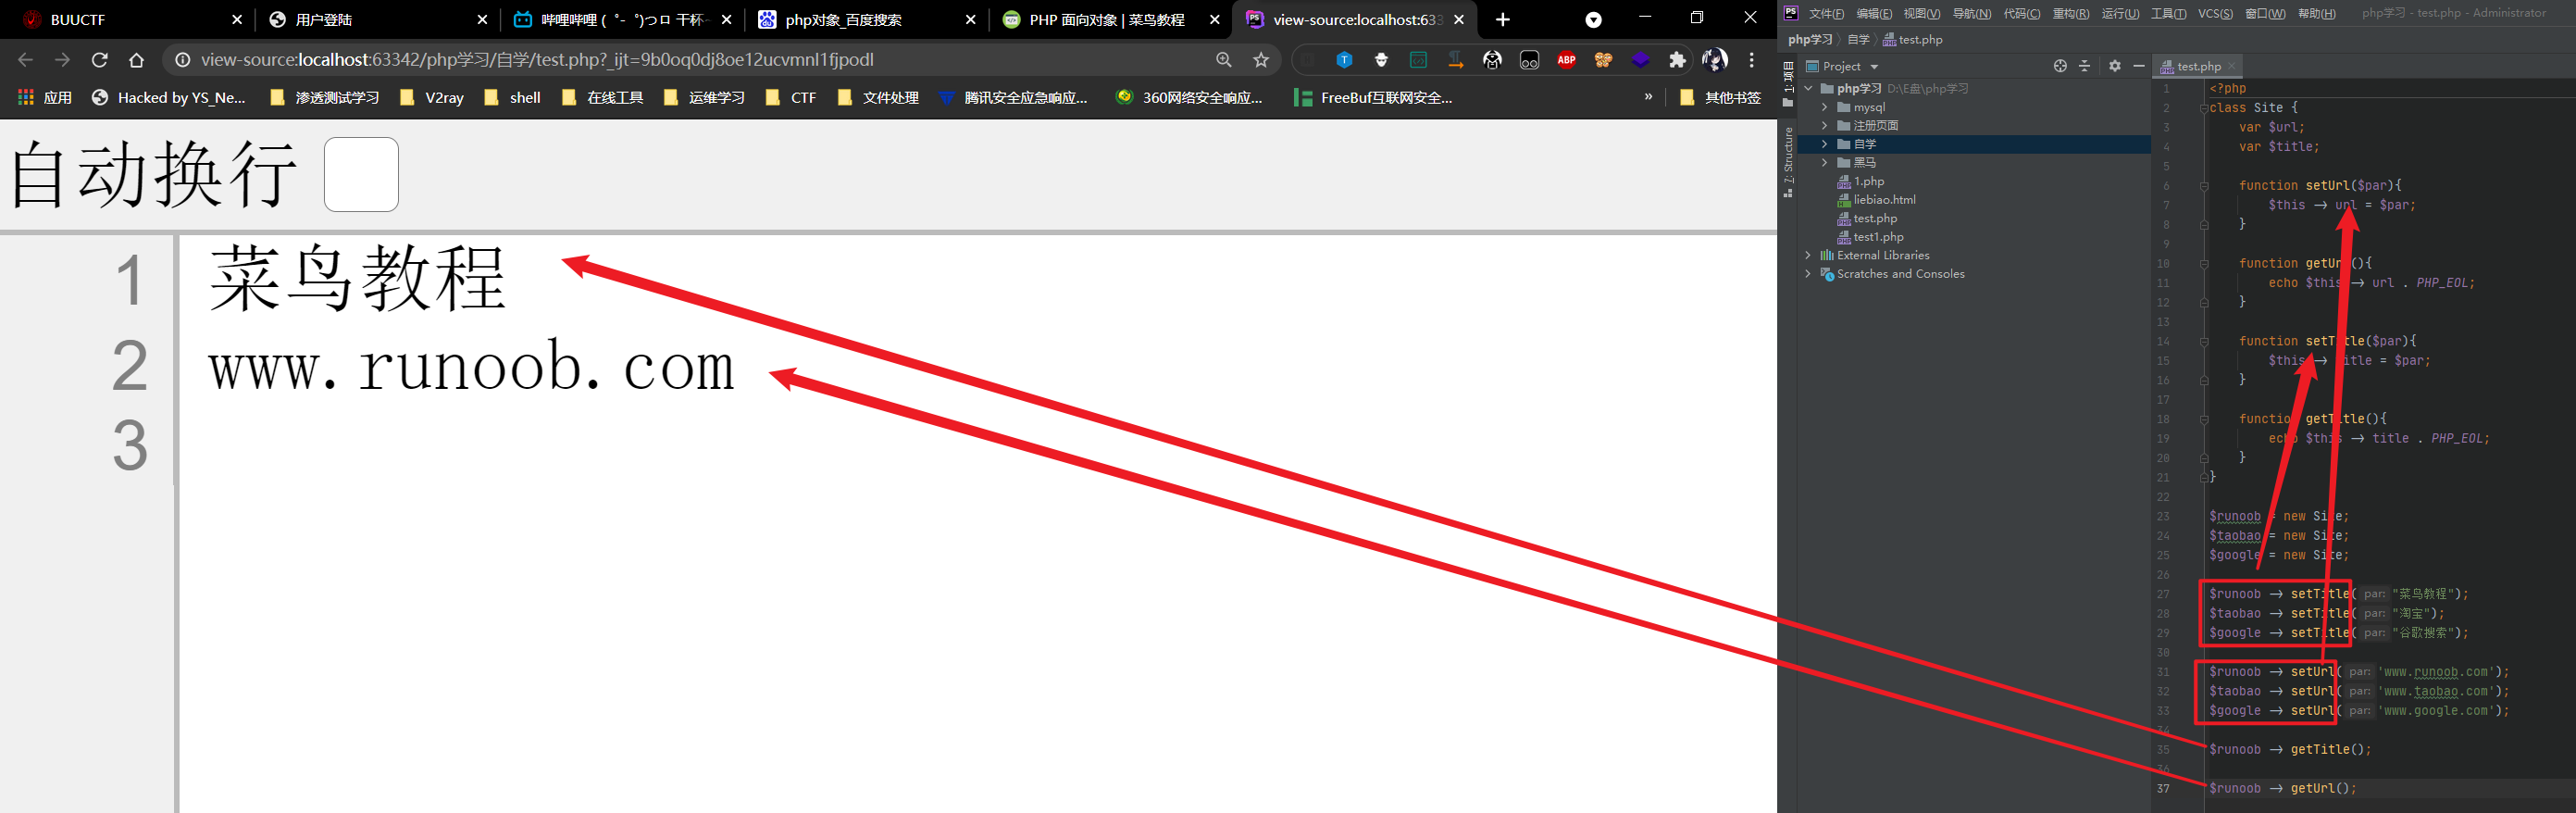 BUUCTF
用户登陆
哔哩哔哩 (゜-゜)つロ 干杯~
php对象_百度搜索
PHP 面向对象 | 菜鸟教程
view-source:localhost:633
view-source:localhost:63342/php学习/自学/test.php?_ijt=9b0oq0dj8oe12ucvmnl1fjpodl
ABP
应用
Hacked by YS_Ne...
渗透测试学习
V2ray
shell
在线工具
运维学习
CTF
文件处理
腾讯安全应急响应...
360网络安全响应...
FreeBuf互联网安全...
»
其他书签
自动换行
1 菜鸟教程
2 www.runoob.com
3
PS 文件(F) 编辑(E) 视图(V) 导航(N) 代码(C) 重构(R) 运行(U) 工具(T) VCS(S) 窗口(W) 帮助(H) php学习 - test.php - Administrator
php学习 〉 自学 〉 test.php
1: 项目
7: Structure
Project
php学习 D:\E盘\php学习
mysql
注册页面
自学
黑马
1.php
liebiao.html
test.php
test1.php
External Libraries
Scratches and Consoles
test.php
1 <?php
2 class Site {
3 var $url;
4 var $title;
5
6 function setUrl($par){
7 $this -> url = $par;
8 }
9
10 function getUrl(){
11 echo $this -> url . PHP_EOL;
12 }
13
14 function setTitle($par){
15 $this -> title = $par;
16 }
17
18 function getTitle(){
19 echo $this -> title . PHP_EOL;
20 }
21 }
22
23 $runoob = new Site;
24 $taobao = new Site;
25 $google = new Site;
26
27 $runoob -> setTitle( par: "菜鸟教程");
28 $taobao -> setTitle( par: "淘宝");
29 $google -> setTitle( par: "谷歌搜索");
30
31 $runoob -> setUrl( par: 'www.runoob.com');
32 $taobao -> setUrl( par: 'www.taobao.com');
33 $google -> setUrl( par: 'www.google.com');
34
35 $runoob -> getTitle();
36
37 $runoob -> getUrl();